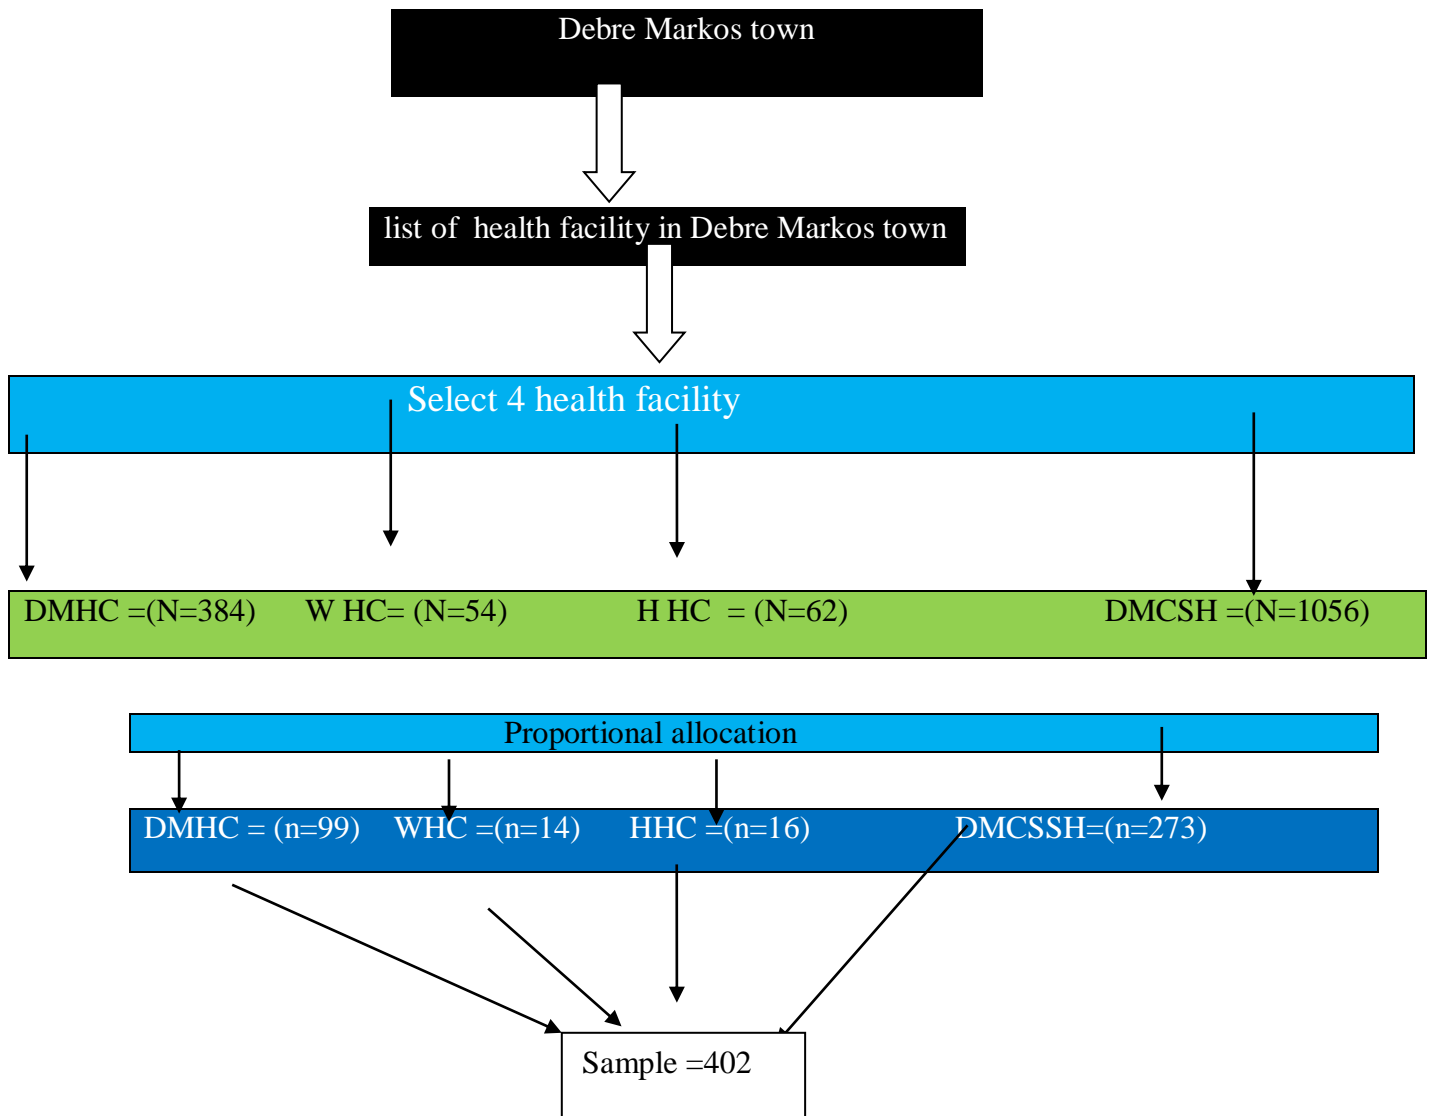 Debre Markos town
list of  health facility in Debre Markos town
Select 4 health facility
DMHC =(N=384) W HC= (N=54) H HC  = (N=62) DMCSH =(N=1056)
Proportional allocation
DMHC = (n=99) WHC =(n=14) HHC =(n=16) DMCSSH=(n=273)
Sample =402